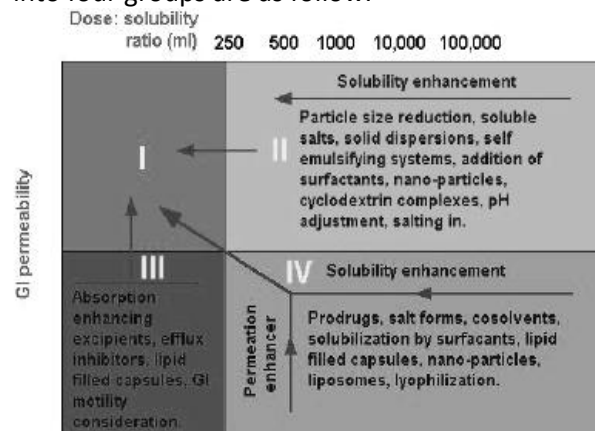 into four groups are as follow:
Dose: solubility
ratio (ml) 250 500 1000 10,000 100,000
GI permeability
I
Solubility enhancement
II
Particle size reduction, soluble
salts, solid dispersions, self
emulsifying systems, addition of
surfactants, nano-particles,
cyclodextrin complexes, pH
adjustment, salting in.
III
Absorption
enhancing
excipients, efflux
inhibitors, lipid
filled capsules, GI
motility
consideration.
IV
Solubility enhancement
Permeation
enhancer
Prodrugs, salt forms, cosolvents,
solubilization by surfacants, lipid
filled capsules, nano-particles,
liposomes, lyophilization.